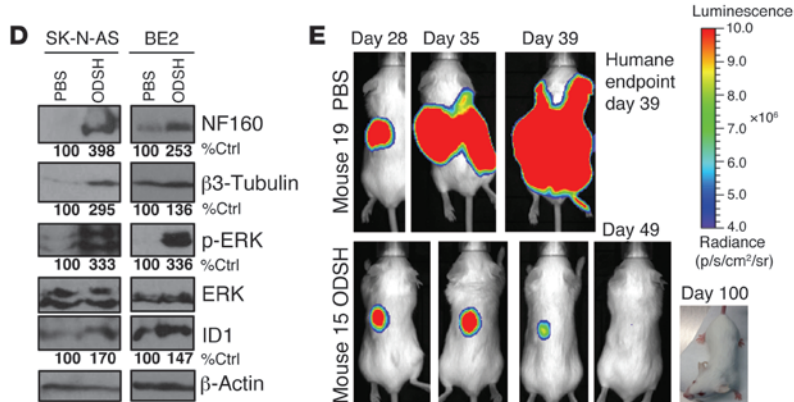 D
SK-N-AS BE2
PBS ODSH PBS ODSH
NF160
100 398 100 253 %Ctrl
β3-Tubulin
100 295 100 136 %Ctrl
p-ERK
100 333 100 336 %Ctrl
ERK
ID1
100 170 100 147 %Ctrl
β-Actin
E
Day 28 Day 35 Day 39
Mouse 19 PBS
Humane
endpoint
day 39
Day 49
Mouse 15 ODSH
Day 100
Luminescence
10.0
9.0
8.0
×10⁶
7.0
6.0
5.0
4.0
Radiance
(p/s/cm²/sr)